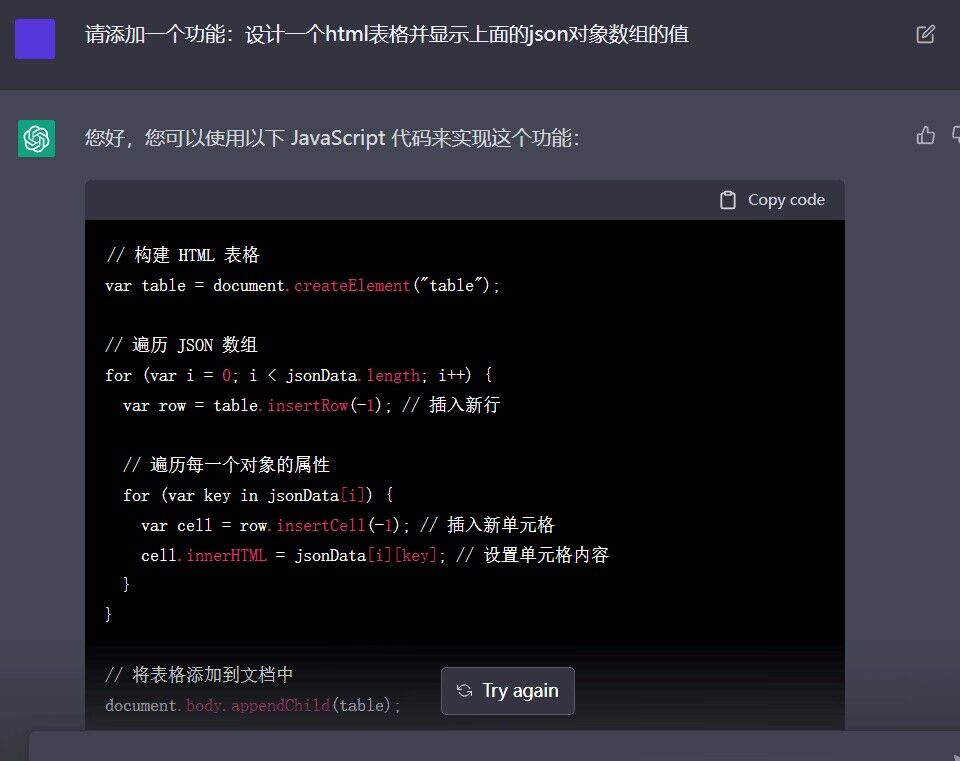 请添加一个功能：设计一个html表格并显示上面的json对象数组的值
您好，您可以使用以下 JavaScript 代码来实现这个功能：
Copy code
// 构建 HTML 表格
var table = document.createElement("table");
// 遍历 JSON 数组
for (var i = 0; i < jsonData.length; i++) {
  var row = table.insertRow(-1); // 插入新行
  // 遍历每一个对象的属性
  for (var key in jsonData[i]) {
    var cell = row.insertCell(-1); // 插入新单元格
    cell.innerHTML = jsonData[i][key]; // 设置单元格内容
  }
}
// 将表格添加到文档中
document.body.appendChild(table);
Try again